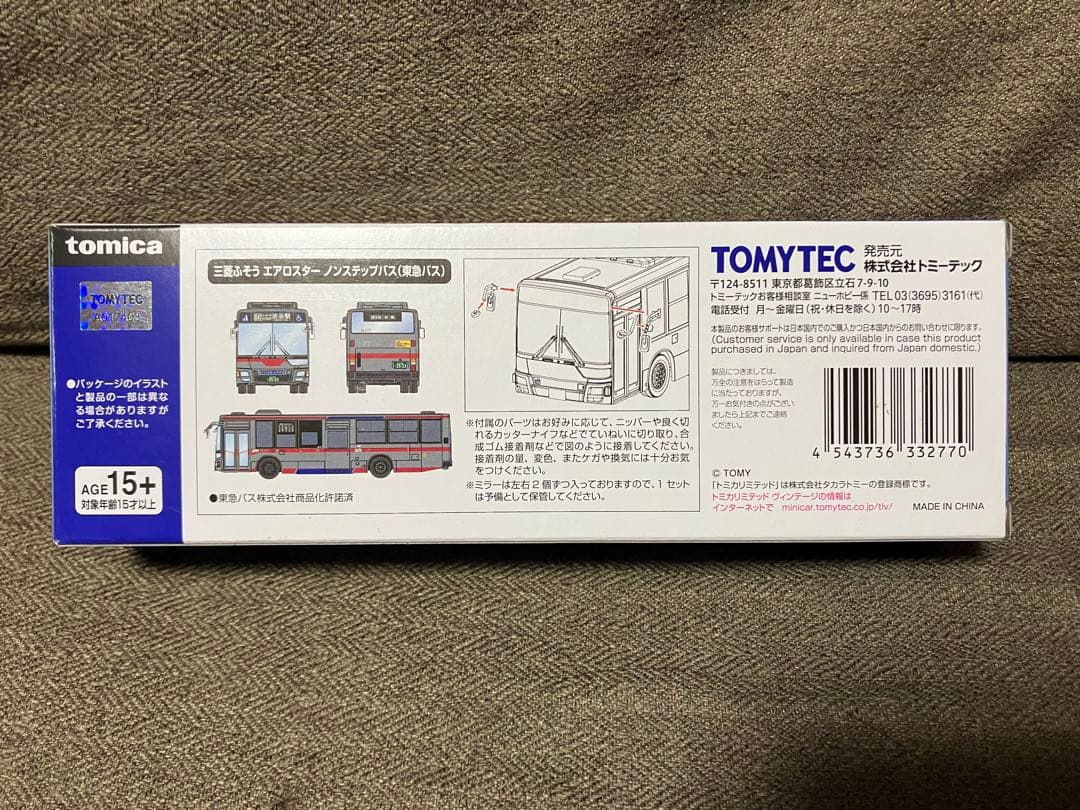 tomica
TOMYTEC
●パッケージのイラスト
と製品の一部は異な
る場合がありますが
ご了承ください。
AGE 15+
対象年齢15才以上
三菱ふそう エアロスター ノンステップバス(東急バス)
●東急バス株式会社商品化許諾済
※付属のパーツはお好みに応じて、ニッパーや良く切
れるカッターナイフなどでていねいに切り取り、合
成ゴム接着剤などで図のように接着してください。
接着剤の量、変色、またケガや換気には十分お気
をつけください。
※ミラーは左右2個ずつ入っておりますので、1セット
は予備として保管してください。
TOMYTEC 発売元
株式会社トミーテック
〒124-8511 東京都葛飾区立石7-9-10
トミーテックお客様相談室 ニューホビー係 TEL 03(3695)3161(代)
電話受付 月〜金曜日(祝・休日を除く)10〜17時
本製品のお客様サポートは日本国内でのご購入かつ日本国内からのお問い合わせに限ります。
(Customer service is only available in case this product
purchased in Japan and inquired from Japan domestic.)
製品につきましては、
万全の注意をはらって製造
に当たっておりますが、
万一お気付きの点がござい
ましたら上記までご連絡
ください。
4 543736 332770
© TOMY
「トミカリミテッド」は株式会社タカラトミーの登録商標です。
トミカリミテッド ヴィンテージの情報は
インターネットで minicar.tomytec.co.jp/tlv/
MADE IN CHINA